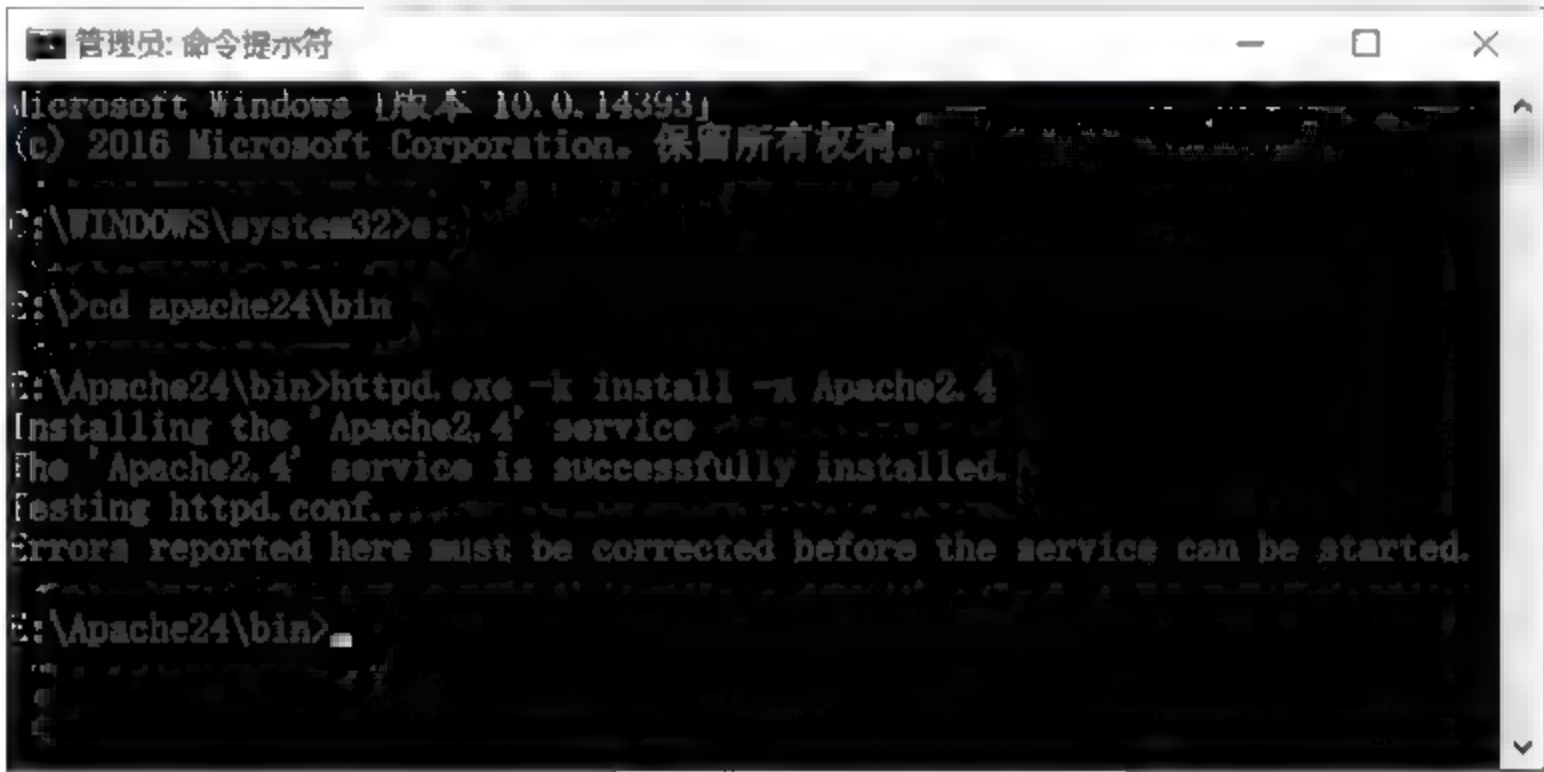 管理员: 命令提示符
Microsoft Windows [版本 10.0.14393]
(c) 2016 Microsoft Corporation。保留所有权利。
C:\WINDOWS\system32>e:
E:\>cd apache24\bin
E:\Apache24\bin>httpd.exe -k install -n Apache2.4
Installing the 'Apache2.4' service
The 'Apache2.4' service is successfully installed.
Testing httpd.conf....
Errors reported here must be corrected before the service can be started.
E:\Apache24\bin>